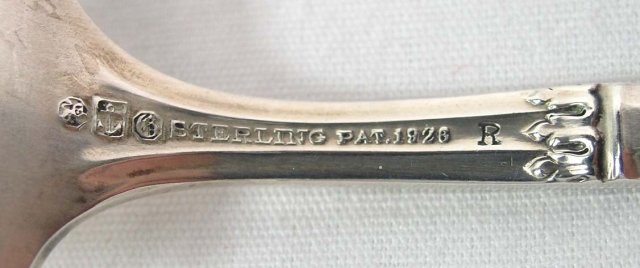 G STERLING PAT.1926 R